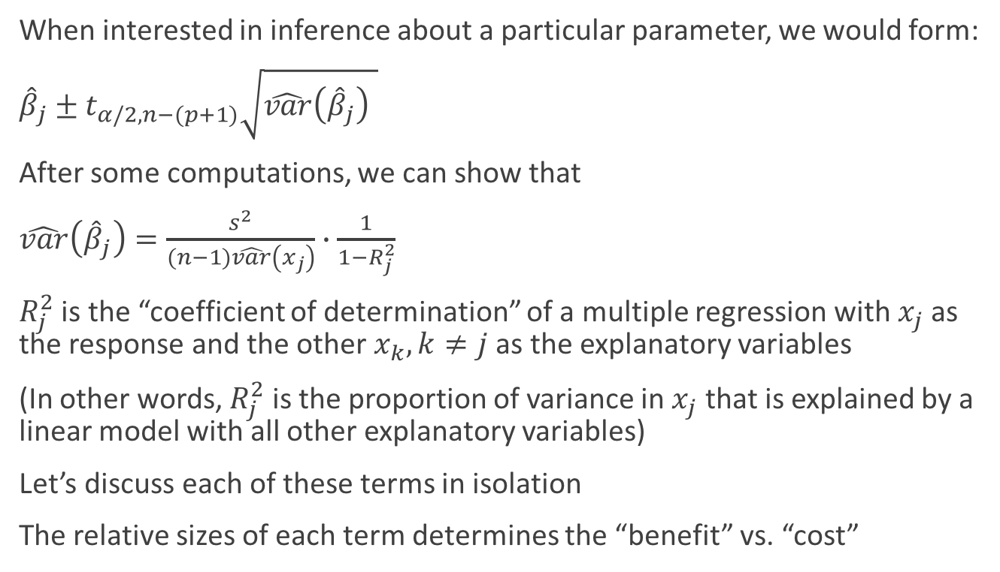 When interested in inference about a particular parameter, we would form:
$\hat{\beta}_j \pm t_{\alpha/2,n-(p+1)}\sqrt{\widehat{var}(\hat{\beta}_j)}$
After some computations, we can show that
$\widehat{var}(\hat{\beta}_j) = \frac{s^2}{(n-1)\widehat{var}(x_j)} \cdot \frac{1}{1-R_j^2}$
$R_j^2$ is the “coefficient of determination” of a multiple regression with $x_j$ as
the response and the other $x_k, k \neq j$ as the explanatory variables
(In other words, $R_j^2$ is the proportion of variance in $x_j$ that is explained by a
linear model with all other explanatory variables)
Let’s discuss each of these terms in isolation
The relative sizes of each term determines the “benefit” vs. “cost”